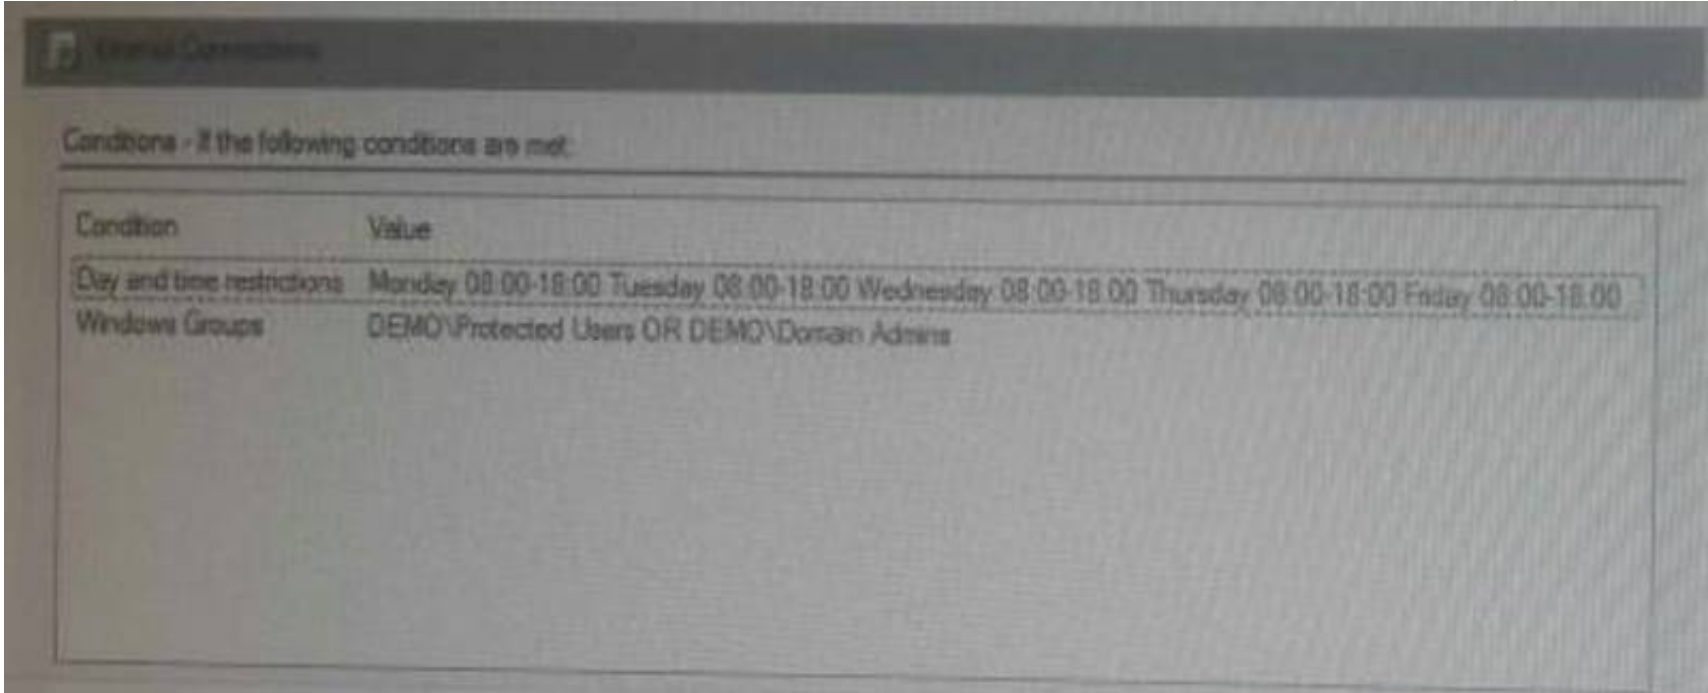 Connections
Conditions - If the following conditions are met:
Condition Value
Day and time restrictions Monday 08:00-18:00 Tuesday 08:00-18:00 Wednesday 08:00-18:00 Thursday 08:00-18:00 Friday 08:00-18:00
Windows Groups DEMO\Protected Users OR DEMO\Domain Admins